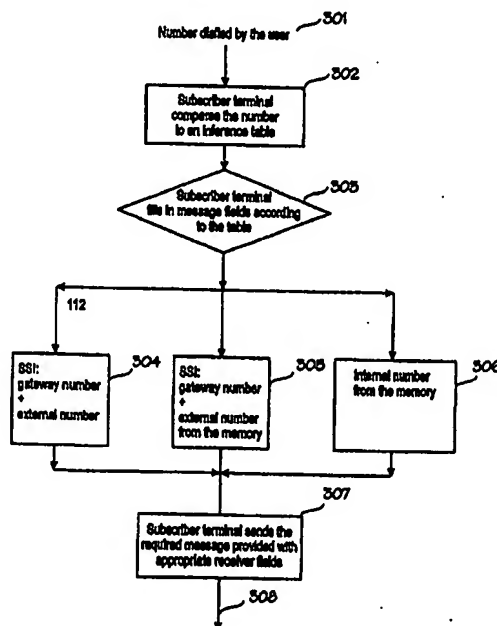 301
Number dialled by the user
302
Subscriber terminal
compares the number
to an inference table
303
Subscriber terminal
fills in message fields according
to the table
112
SSI:
gateway number
+
external number
304
SSI:
gateway number
+
external number
from the memory
305
Internal number
from the memory
306
307
Subscriber terminal sends the
required message provided with
appropriate receiver fields
308